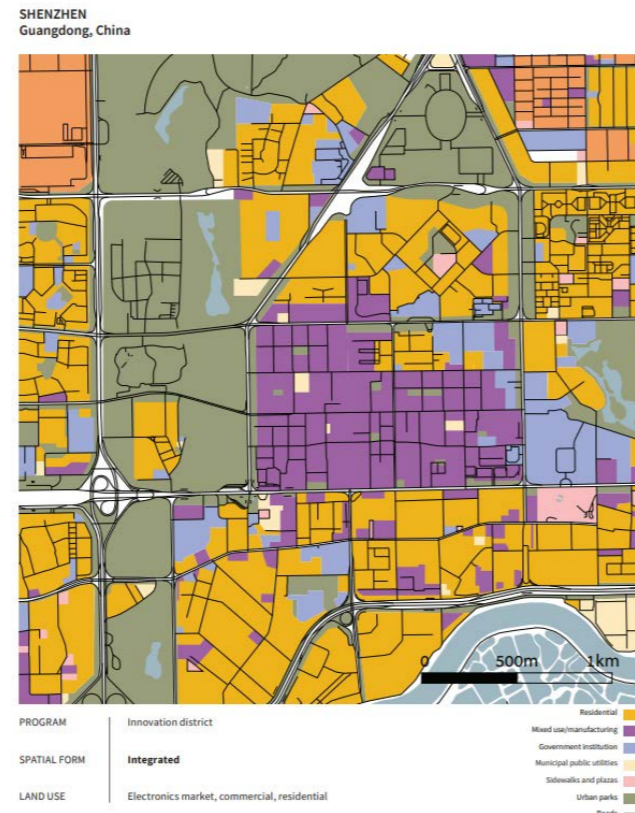 SHENZHEN
Guangdong, China
0 500m 1km
PROGRAM Innovation district
SPATIAL FORM Integrated
LAND USE Electronics market, commercial, residential
Residential
Mixed use/manufacturing
Government institution
Municipal public utilities
Sidewalks and plazas
Urban parks
Roads